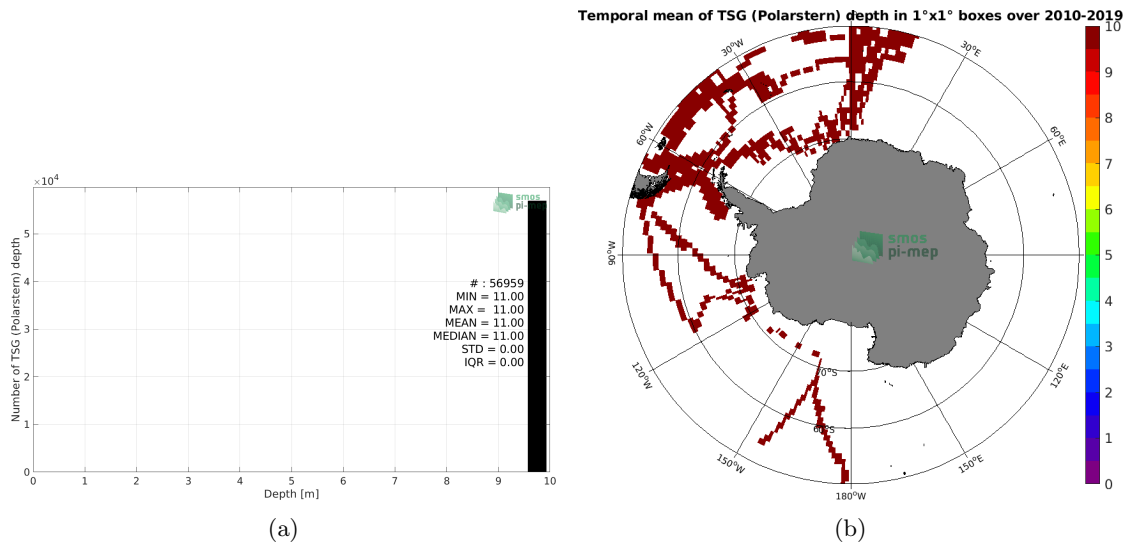 ×10⁴
5
4
3
2
1
0
Number of TSG (Polarstern) depth
smos
pi-mep
# : 56959
MIN = 11.00
MAX = 11.00
MEAN = 11.00
MEDIAN = 11.00
STD = 0.00
IQR = 0.00
0 1 2 3 4 5 6 7 8 9 10
Depth [m]
(a)
Temporal mean of TSG (Polarstern) depth in 1°x1° boxes over 2010-2019
30°W
30°E
60°W
60°E
90°W
smos
pi-mep
120°W
120°E
70°S
60°S
150°W
150°E
180°W
10
9
8
7
6
5
4
3
2
1
0
(b)